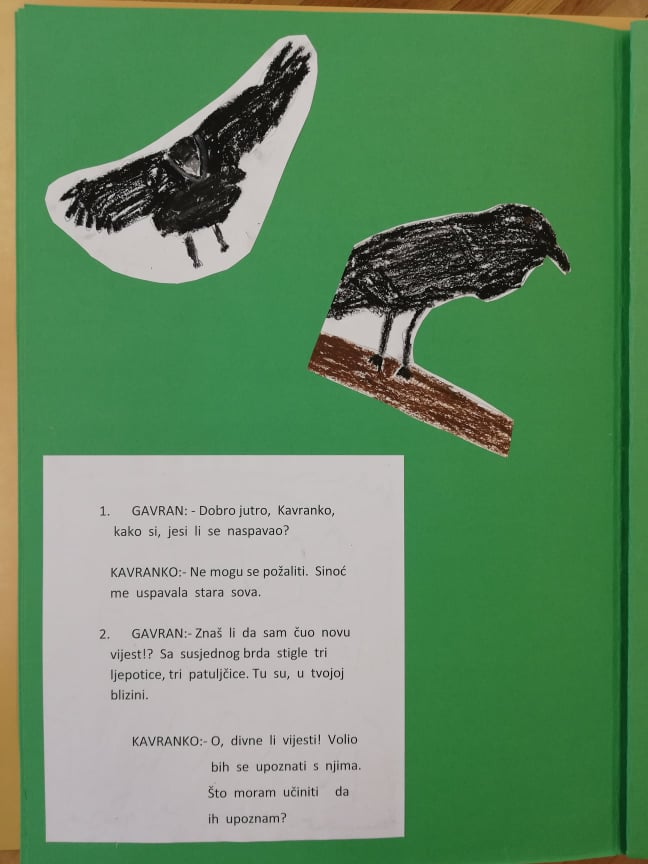 1. GAVRAN: - Dobro jutro, Kavranko,
kako si, jesi li se naspavao?
KAVRANKO:- Ne mogu se požaliti. Sinoć
me uspavala stara sova.
2. GAVRAN:- Znaš li da sam čuo novu
vijest!? Sa susjednog brda stigle tri
ljepotice, tri patuljčice. Tu su, u tvojoj
blizini.
KAVRANKO:- O, divne li vijesti! Volio
bih se upoznati s njima.
Što moram učiniti da
ih upoznam?